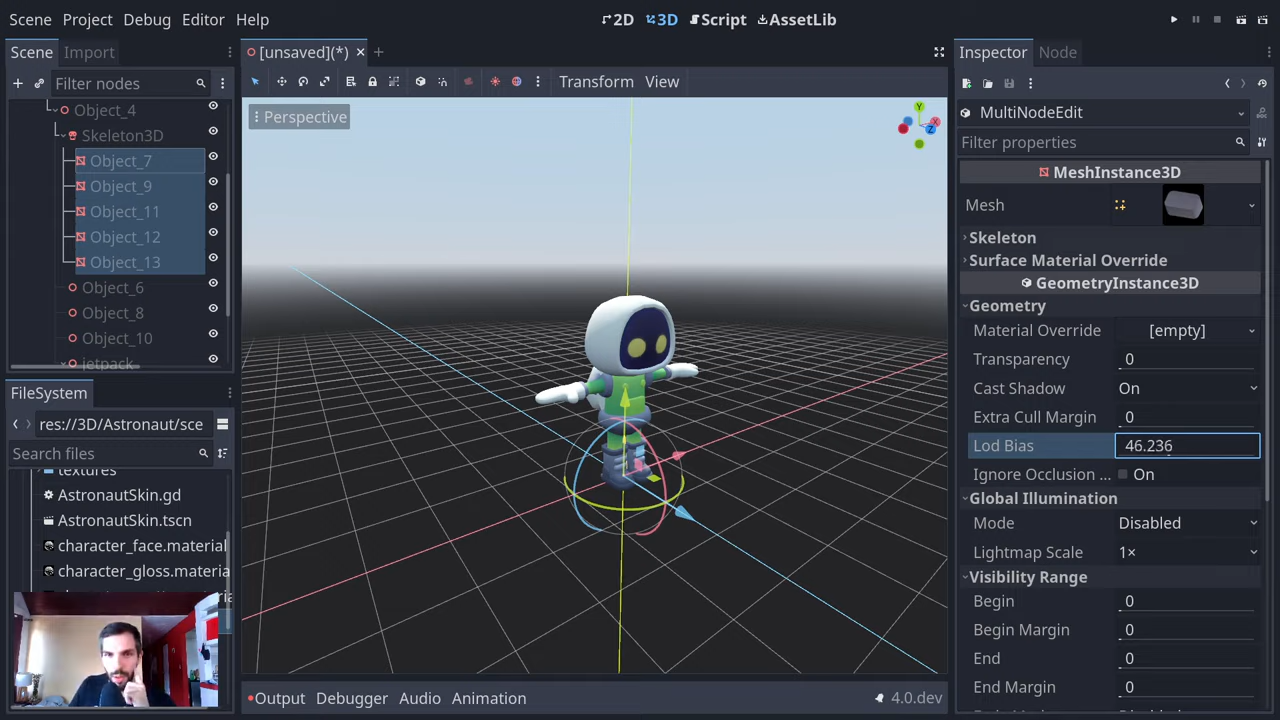 Scene Project Debug Editor Help
2D 3D Script AssetLib
Scene Import
Filter nodes
Object_4
Skeleton3D
Object_7
Object_9
Object_11
Object_12
Object_13
Object_6
Object_8
Object_10
jetpack
FileSystem
res://3D/Astronaut/sce
Search files
textures
AstronautSkin.gd
AstronautSkin.tscn
character_face.material
character_gloss.materia
[unsaved](*)
Transform View
Perspective
Y
X
Z
Output Debugger Audio Animation
4.0.dev
Inspector Node
MultiNodeEdit
Filter properties
MeshInstance3D
Mesh
Skeleton
Surface Material Override
GeometryInstance3D
Geometry
Material Override [empty]
Transparency 0
Cast Shadow On
Extra Cull Margin 0
Lod Bias 46.236
Ignore Occlusion ... On
Global Illumination
Mode Disabled
Lightmap Scale 1×
Visibility Range
Begin 0
Begin Margin 0
End 0
End Margin 0